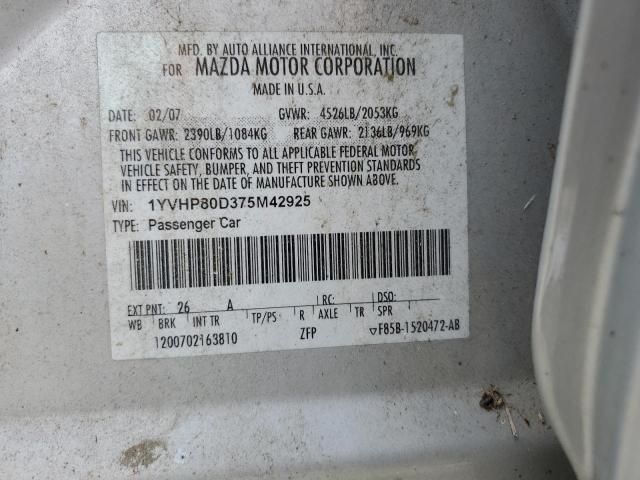 MFD. BY AUTO ALLIANCE INTERNATIONAL, INC.
FOR MAZDA MOTOR CORPORATION
MADE IN U.S.A.
DATE: 02/07 GVWR: 4526LB/2053KG
FRONT GAWR: 2390LB/1084KG REAR GAWR: 2136LB/969KG
THIS VEHICLE CONFORMS TO ALL APPLICABLE FEDERAL MOTOR
VEHICLE SAFETY, BUMPER, AND THEFT PREVENTION STANDARDS
IN EFFECT ON THE DATE OF MANUFACTURE SHOWN ABOVE.
VIN: 1YVHP80D375M42925
TYPE: Passenger Car
EXT PNT: 26 A RC: DSO:
WB BRK INT TR TP/PS R AXLE TR SPR
1200702163810 ZFP ▽F85B-1520472-AB